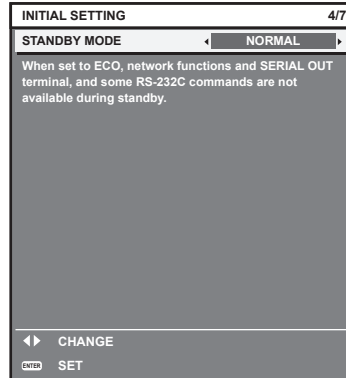 INITIAL SETTING 4/7
STANDBY MODE NORMAL
When set to ECO, network functions and SERIAL OUT
terminal, and some RS-232C commands are not
available during standby.
CHANGE
ENTER SET